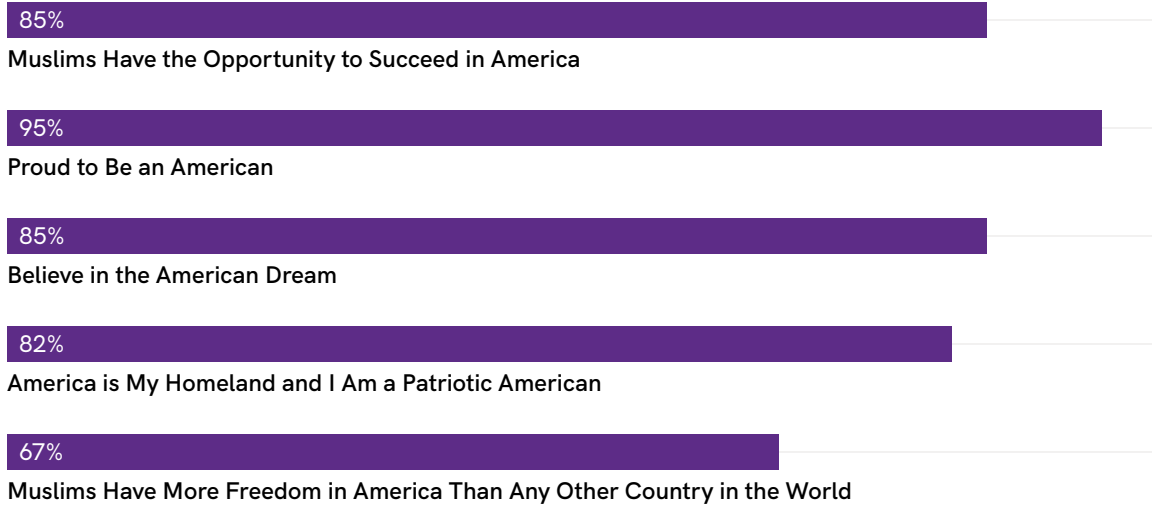 85%
Muslims Have the Opportunity to Succeed in America
95%
Proud to Be an American
85%
Believe in the American Dream
82%
America is My Homeland and I Am a Patriotic American
67%
Muslims Have More Freedom in America Than Any Other Country in the World